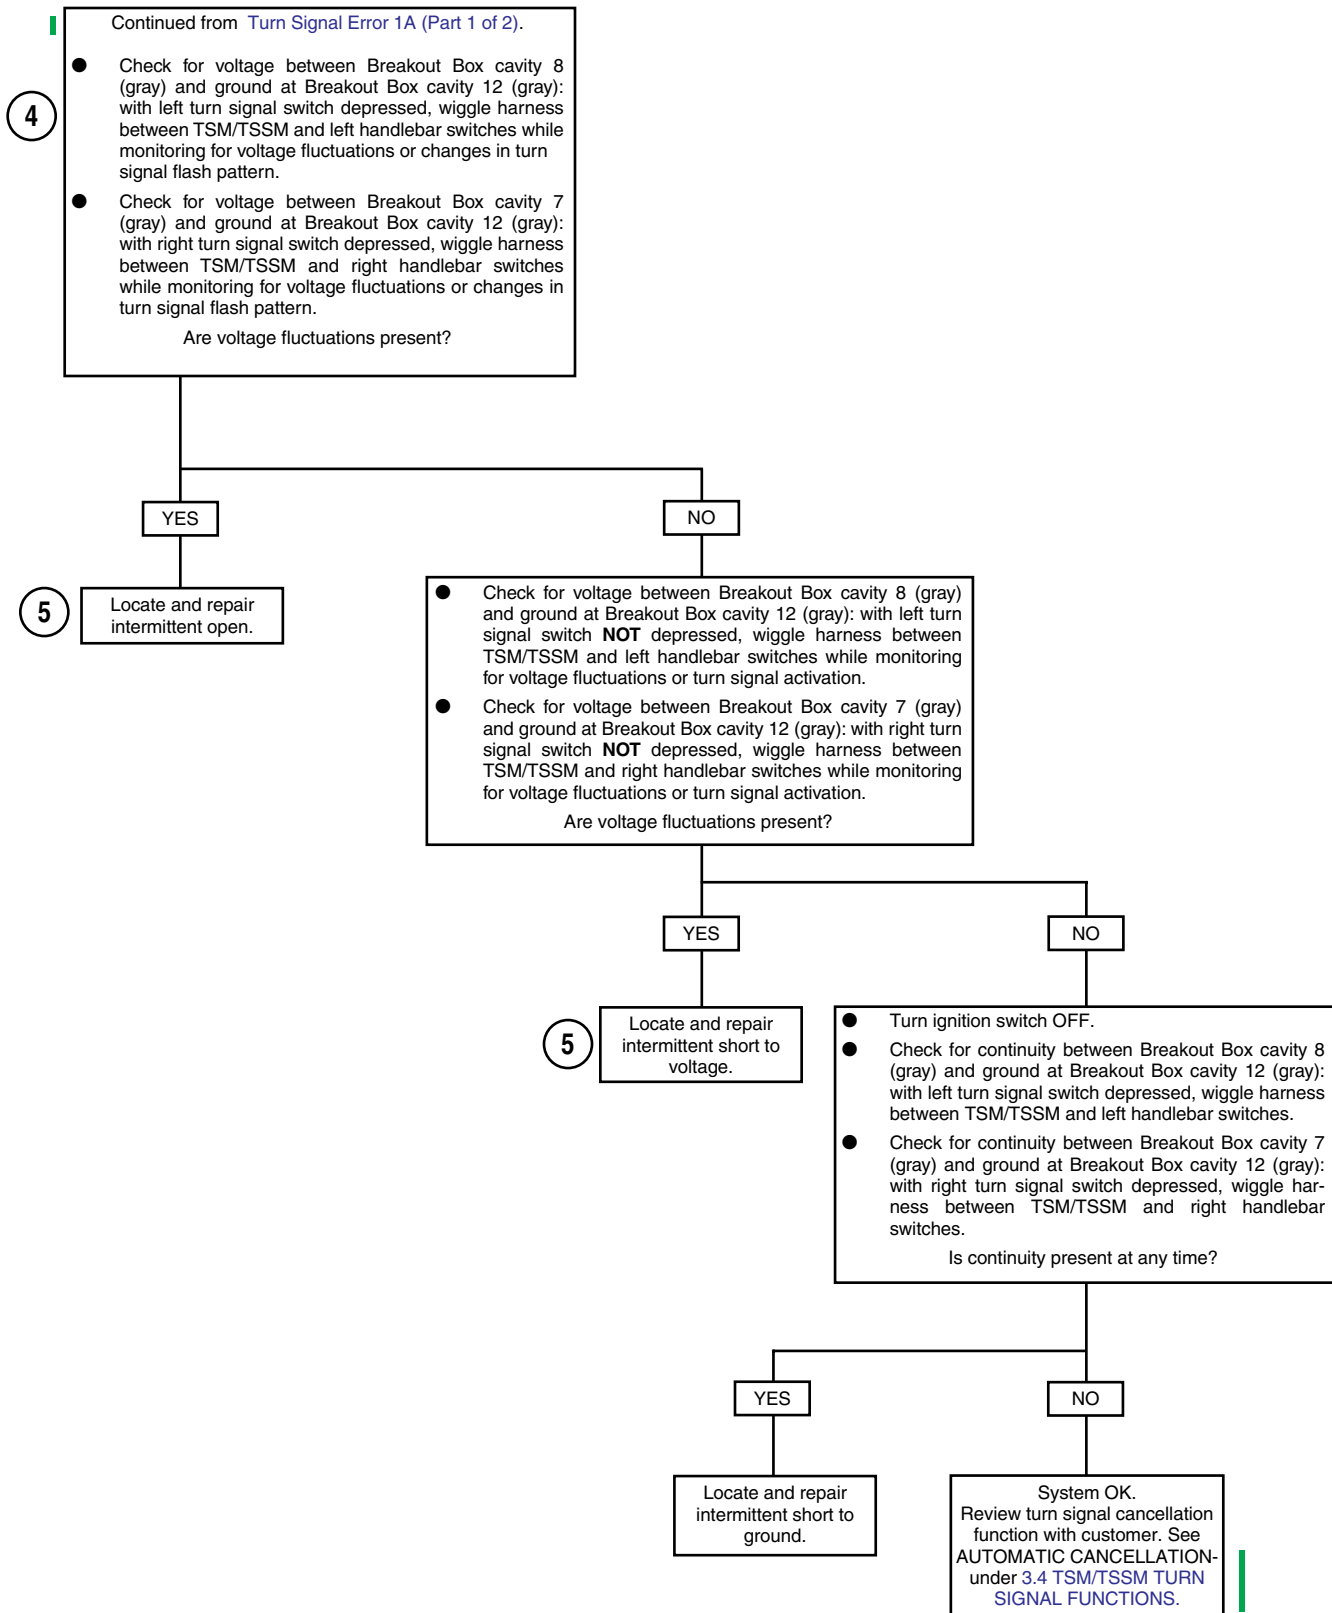 Continued from Turn Signal Error 1A (Part 1 of 2).
● Check for voltage between Breakout Box cavity 8
(gray) and ground at Breakout Box cavity 12 (gray):
with left turn signal switch depressed, wiggle harness
between TSM/TSSM and left handlebar switches while
monitoring for voltage fluctuations or changes in turn
signal flash pattern.
4
● Check for voltage between Breakout Box cavity 7
(gray) and ground at Breakout Box cavity 12 (gray):
with right turn signal switch depressed, wiggle harness
between TSM/TSSM and right handlebar switches
while monitoring for voltage fluctuations or changes in
turn signal flash pattern.
Are voltage fluctuations present?
YES
NO
5
Locate and repair
intermittent open.
● Check for voltage between Breakout Box cavity 8 (gray)
and ground at Breakout Box cavity 12 (gray): with left turn
signal switch NOT depressed, wiggle harness between
TSM/TSSM and left handlebar switches while monitoring
for voltage fluctuations or turn signal activation.
● Check for voltage between Breakout Box cavity 7 (gray)
and ground at Breakout Box cavity 12 (gray): with right turn
signal switch NOT depressed, wiggle harness between
TSM/TSSM and right handlebar switches while monitoring
for voltage fluctuations or turn signal activation.
Are voltage fluctuations present?
YES
NO
5
Locate and repair
intermittent short to
voltage.
● Turn ignition switch OFF.
● Check for continuity between Breakout Box cavity 8
(gray) and ground at Breakout Box cavity 12 (gray):
with left turn signal switch depressed, wiggle harness
between TSM/TSSM and left handlebar switches.
● Check for continuity between Breakout Box cavity 7
(gray) and ground at Breakout Box cavity 12 (gray):
with right turn signal switch depressed, wiggle har-
ness between TSM/TSSM and right handlebar
switches.
Is continuity present at any time?
YES
NO
Locate and repair
intermittent short to
ground.
System OK.
Review turn signal cancellation
function with customer. See
AUTOMATIC CANCELLATION-
under 3.4 TSM/TSSM TURN
SIGNAL FUNCTIONS.